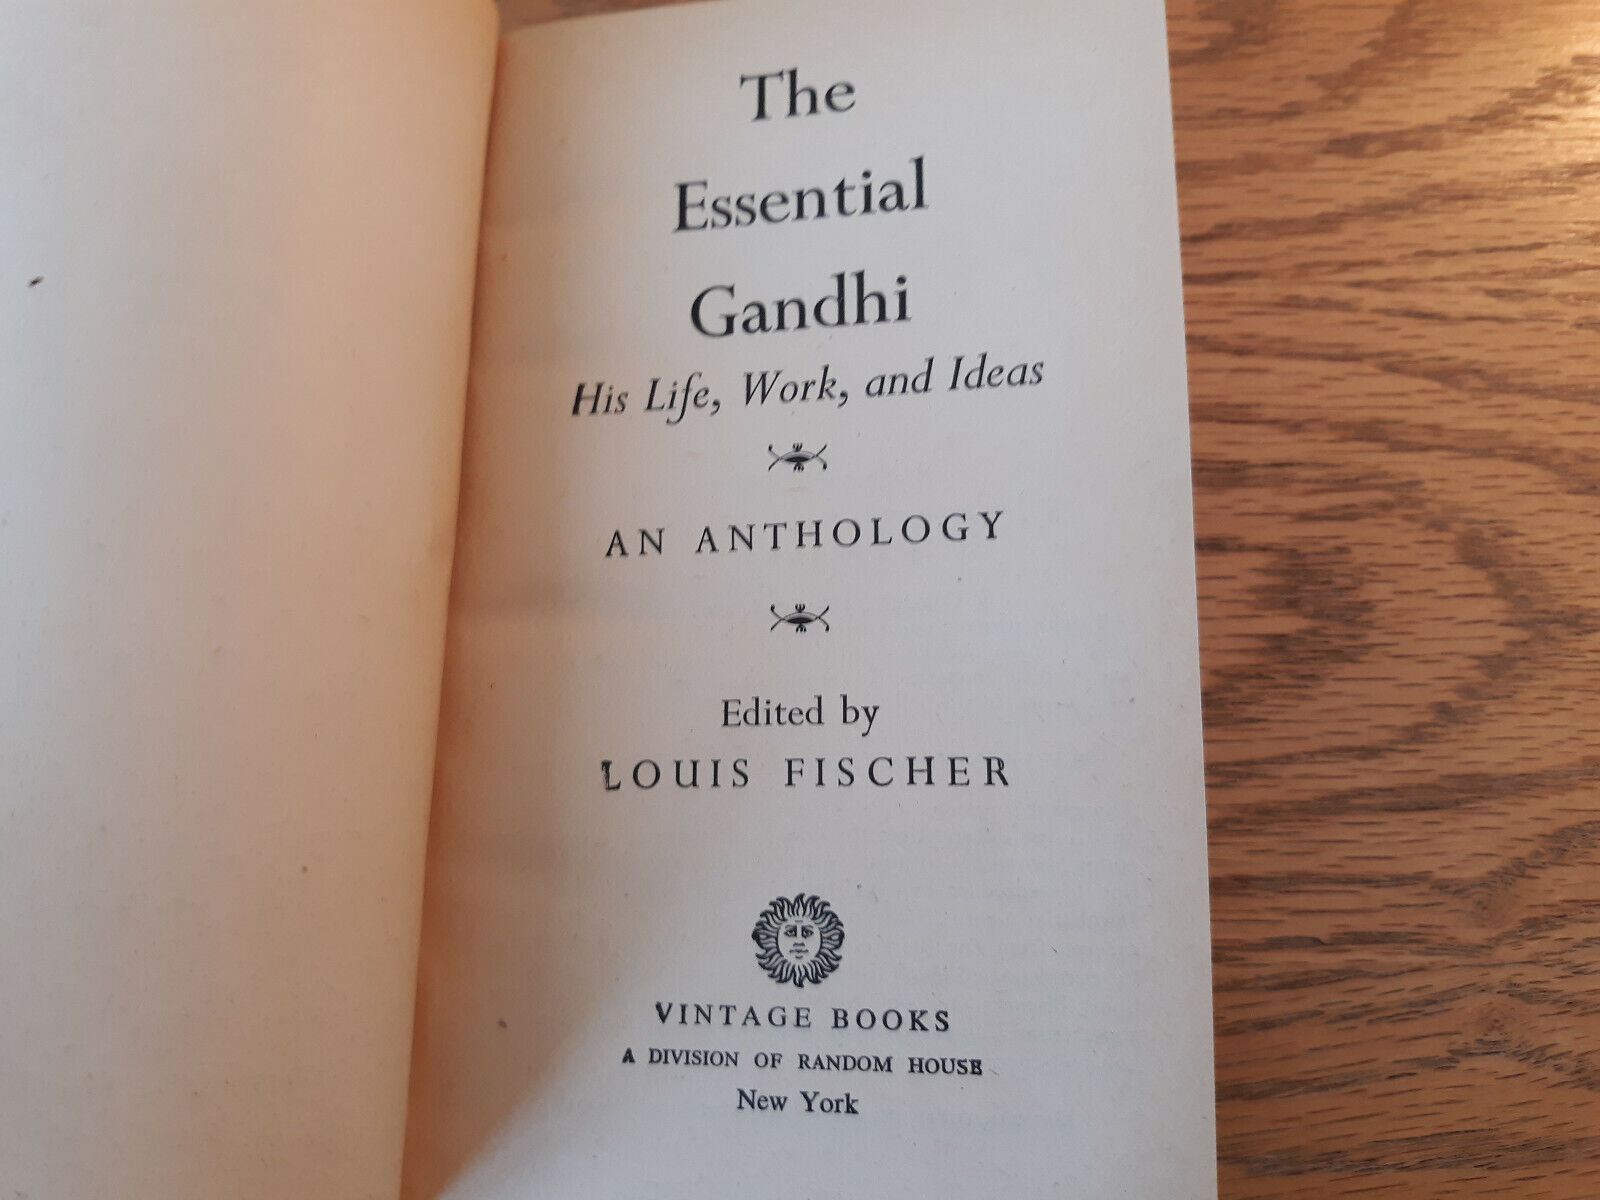 The
Essential
Gandhi
His Life, Work, and Ideas
AN ANTHOLOGY
Edited by
LOUIS FISCHER
VINTAGE BOOKS
A DIVISION OF RANDOM HOUSE
New York